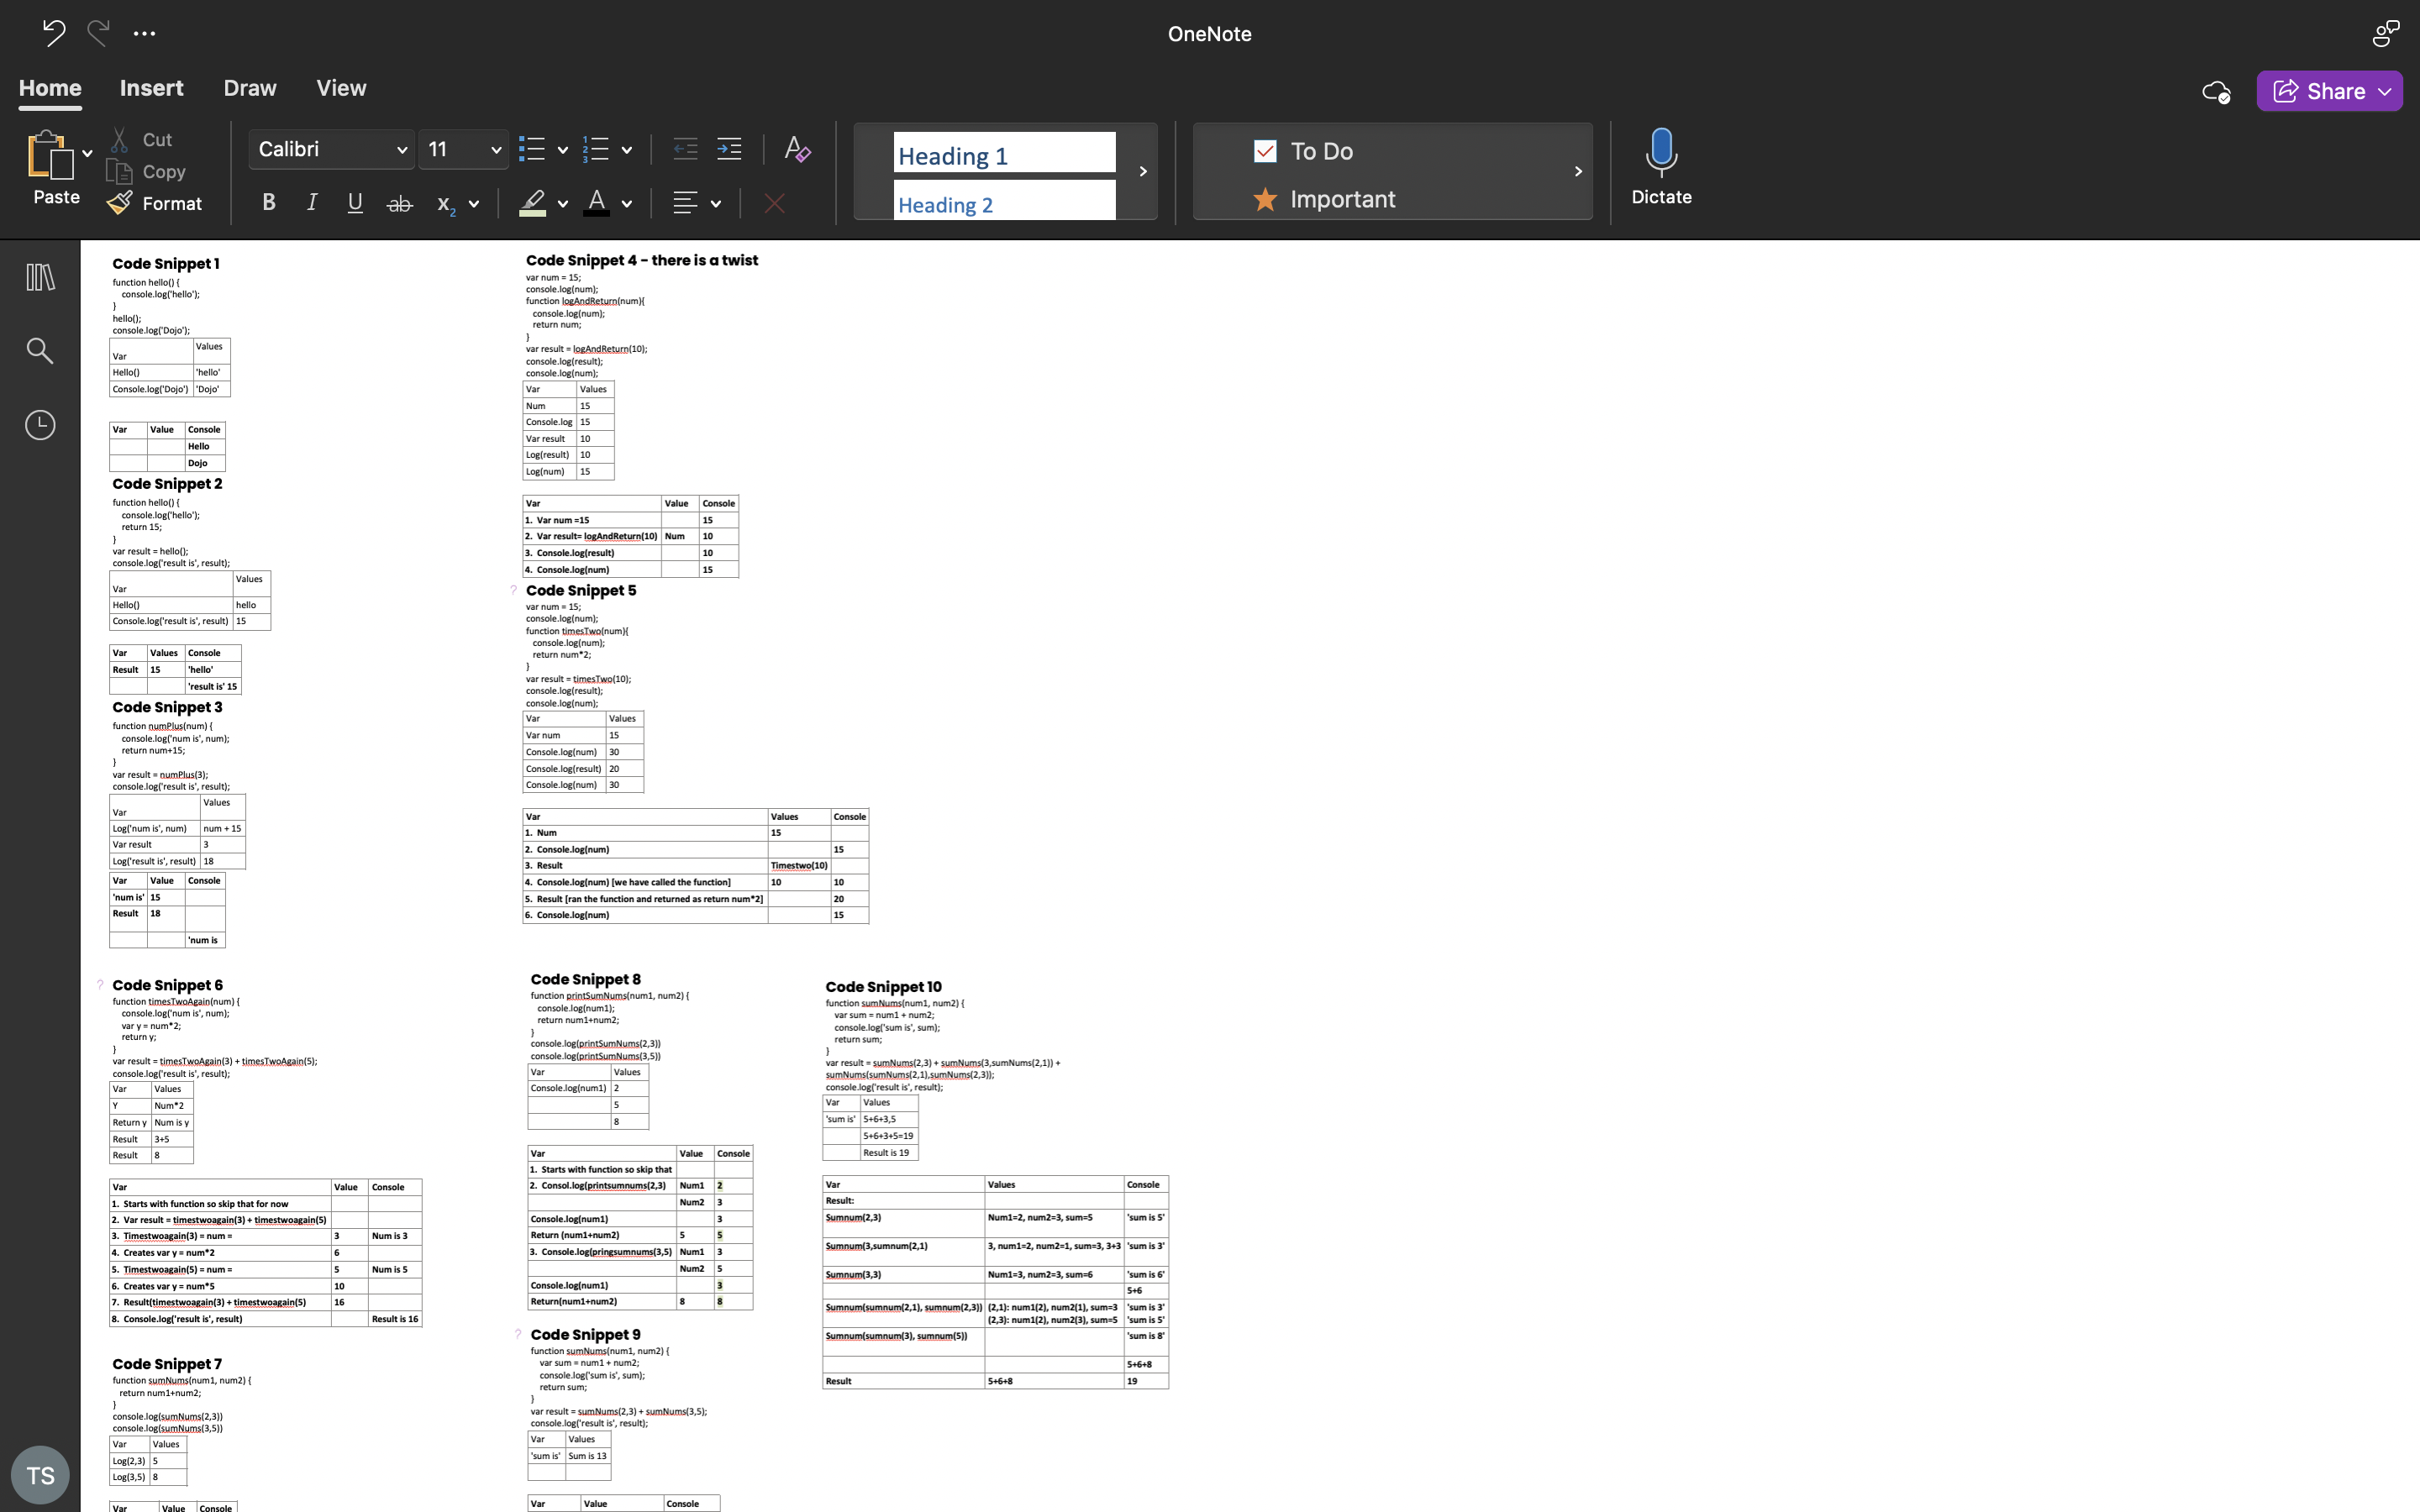 OneNote
Home Insert Draw View
Share
Paste
Cut
Copy
Format
Calibri 11
B I U ab x2 A A
Heading 1
Heading 2
To Do
Important
Dictate
Code Snippet 1
function hello() {
console.log('hello');
}
hello();
console.log('Dojo');
Var Values
Hello() 'hello'
Console.log('Dojo') 'Dojo'
Var Value Console
Hello
Dojo
Code Snippet 2
function hello() {
console.log('hello');
return 15;
}
var result = hello();
console.log('result is', result);
Var Values
Hello() hello
Console.log('result is', result) 15
Var Values Console
Result 15 'hello'
'result is' 15
Code Snippet 3
function numPlus(num) {
console.log('num is', num);
return num+15;
}
var result = numPlus(3);
console.log('result is', result);
Var Values
Log('num is', num) num + 15
Var result 3
Log('result is', result) 18
Var Value Console
'num is' 15
Result 18
'num is
Code Snippet 4 - there is a twist
var num = 15;
console.log(num);
function logAndReturn(num){
console.log(num);
return num;
}
var result = logAndReturn(10);
console.log(result);
console.log(num);
Var Values
Num 15
Console.log 15
Var result 10
Log(result) 10
Log(num) 15
Var Value Console
1. Var num =15 15
2. Var result= logAndReturn(10) Num 10
3. Console.log(result) 10
4. Console.log(num) 15
? Code Snippet 5
var num = 15;
console.log(num);
function timesTwo(num){
console.log(num);
return num*2;
}
var result = timesTwo(10);
console.log(result);
console.log(num);
Var Values
Var num 15
Console.log(num) 30
Console.log(result) 20
Console.log(num) 30
Var Values Console
1. Num 15
2. Console.log(num) 15
3. Result Timestwo(10)
4. Console.log(num) [we have called the function] 10 10
5. Result [ran the function and returned as return num*2] 20
6. Console.log(num) 15
? Code Snippet 6
function timesTwoAgain(num) {
console.log('num is', num);
var y = num*2;
return y;
}
var result = timesTwoAgain(3) + timesTwoAgain(5);
console.log('result is', result);
Var Values
Y Num*2
Return y Num is y
Result 3+5
Result 8
Var Value Console
1. Starts with function so skip that for now
2. Var result = timestwoagain(3) + timestwoagain(5)
3. Timestwoagain(3) = num = 3 Num is 3
4. Creates var y = num*2 6
5. Timestwoagain(5) = num = 5 Num is 5
6. Creates var y = num*5 10
7. Result(timestwoagain(3) + timestwoagain(5) 16
8. Console.log('result is', result) Result is 16
Code Snippet 7
function sumNums(num1, num2) {
return num1+num2;
}
console.log(sumNums(2,3))
console.log(sumNums(3,5))
Var Values
Log(2,3) 5
Log(3,5) 8
Var Value Console
Code Snippet 8
function printSumNums(num1, num2) {
console.log(num1);
return num1+num2;
}
console.log(printSumNums(2,3))
console.log(printSumNums(3,5))
Var Values
Console.log(num1) 2
5
8
Var Value Console
1. Starts with function so skip that
2. Consol.log(printsumnums(2,3) Num1 2
Num2 3
Console.log(num1) 3
Return (num1+num2) 5 5
3. Console.log(pringsumnums(3,5) Num1 3
Num2 5
Console.log(num1) 3
Return(num1+num2) 8 8
? Code Snippet 9
function sumNums(num1, num2) {
var sum = num1 + num2;
console.log('sum is', sum);
return sum;
}
var result = sumNums(2,3) + sumNums(3,5);
console.log('result is', result);
Var Values
'sum is' Sum is 13
Var Value Console
Code Snippet 10
function sumNums(num1, num2) {
var sum = num1 + num2;
console.log('sum is', sum);
return sum;
}
var result = sumNums(2,3) + sumNums(3,sumNums(2,1)) +
sumNums(sumNums(2,1),sumNums(2,3));
console.log('result is', result);
Var Values
'sum is' 5+6+3,5
5+6+3+5=19
Result is 19
Var Values Console
Result:
Sumnum(2,3) Num1=2, num2=3, sum=5 'sum is 5'
Sumnum(3,sumnum(2,1) 3, num1=2, num2=1, sum=3, 3+3 'sum is 3'
Sumnum(3,3) Num1=3, num2=3, sum=6 'sum is 6'
5+6
Sumnum(sumnum(2,1), sumnum(2,3)) (2,1): num1(2), num2(1), sum=3 'sum is 3'
(2,3): num1(2), num2(3), sum=5 'sum is 5'
Sumnum(sumnum(3), sumnum(5)) 'sum is 8'
5+6+8
Result 5+6+8 19
TS